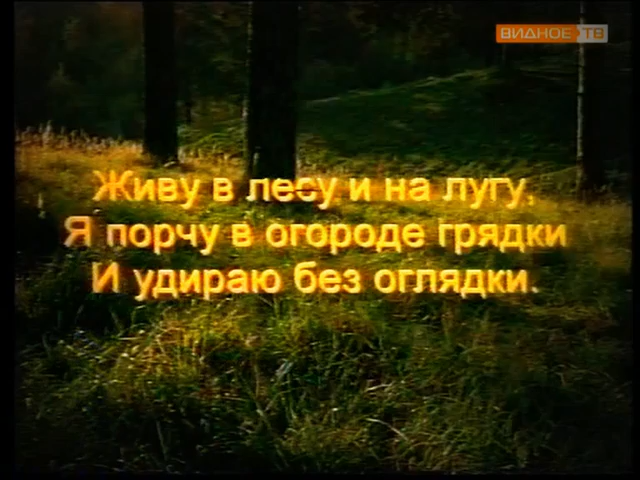 ВИДНОЕ ТВ
Живу в лесу и на лугу,
Я порчу в огороде грядки
И удираю без оглядки.